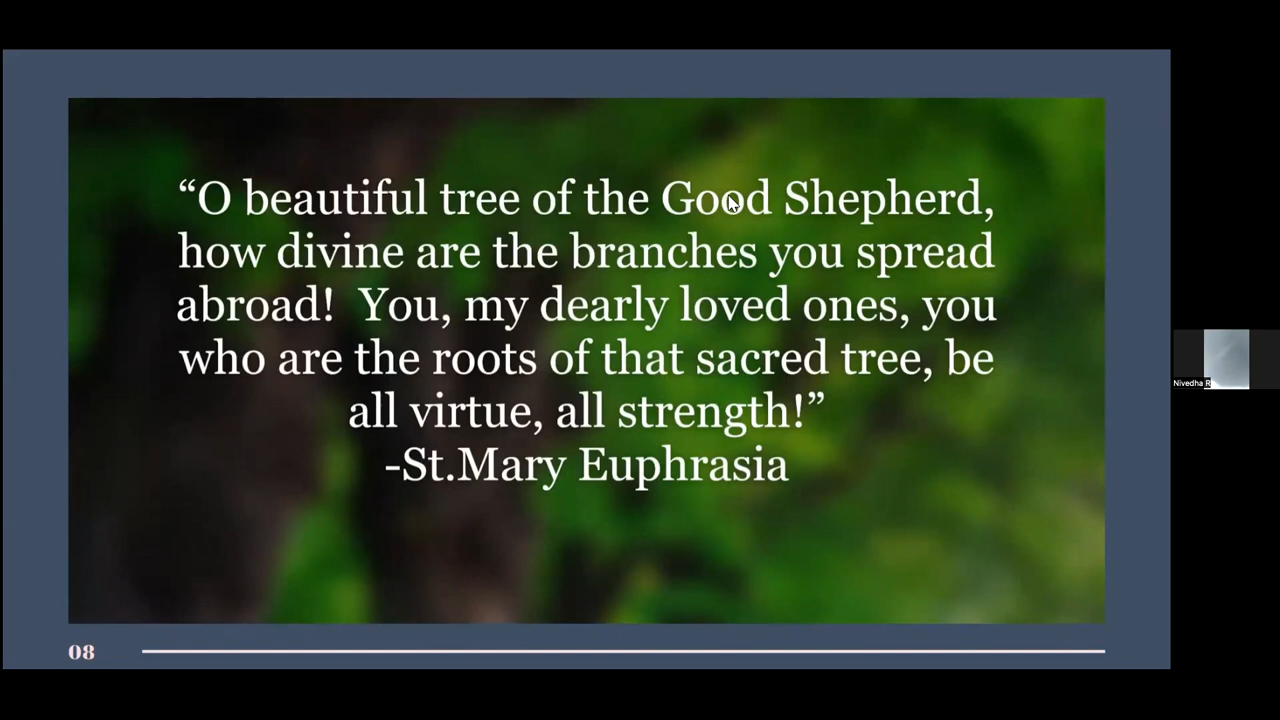 “O beautiful tree of the Good Shepherd,
how divine are the branches you spread
abroad!  You, my dearly loved ones, you
who are the roots of that sacred tree, be
all virtue, all strength!”
-St.Mary Euphrasia
Nivedha R
08